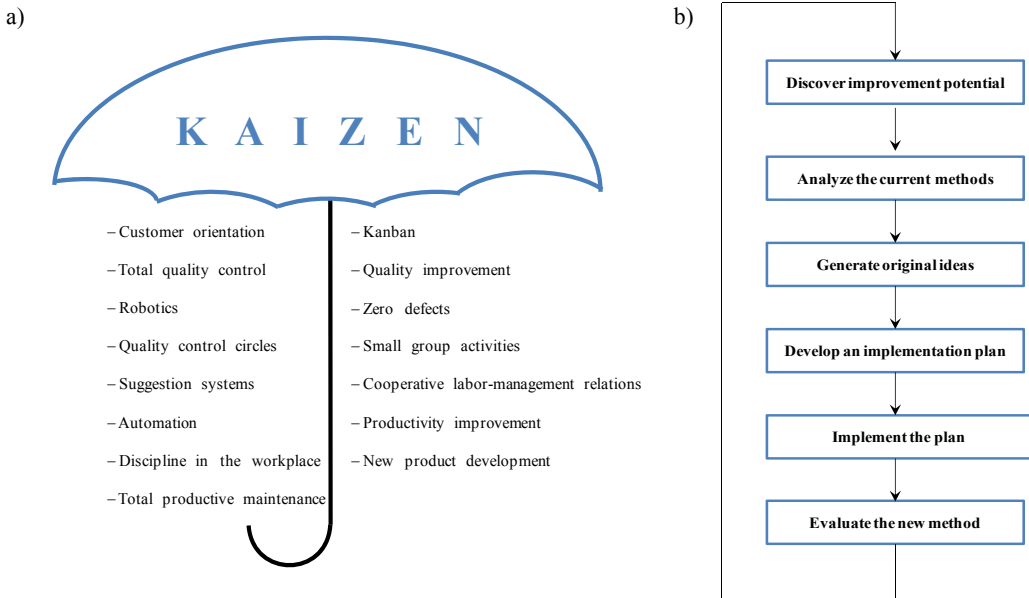 a)
K A I Z E N
– Customer orientation
– Total quality control
– Robotics
– Quality control circles
– Suggestion systems
– Automation
– Discipline in the workplace
– Total productive maintenance
– Kanban
– Quality improvement
– Zero defects
– Small group activities
– Cooperative labor-management relations
– Productivity improvement
– New product development
b)
Discover improvement potential
Analyze the current methods
Generate original ideas
Develop an implementation plan
Implement the plan
Evaluate the new method